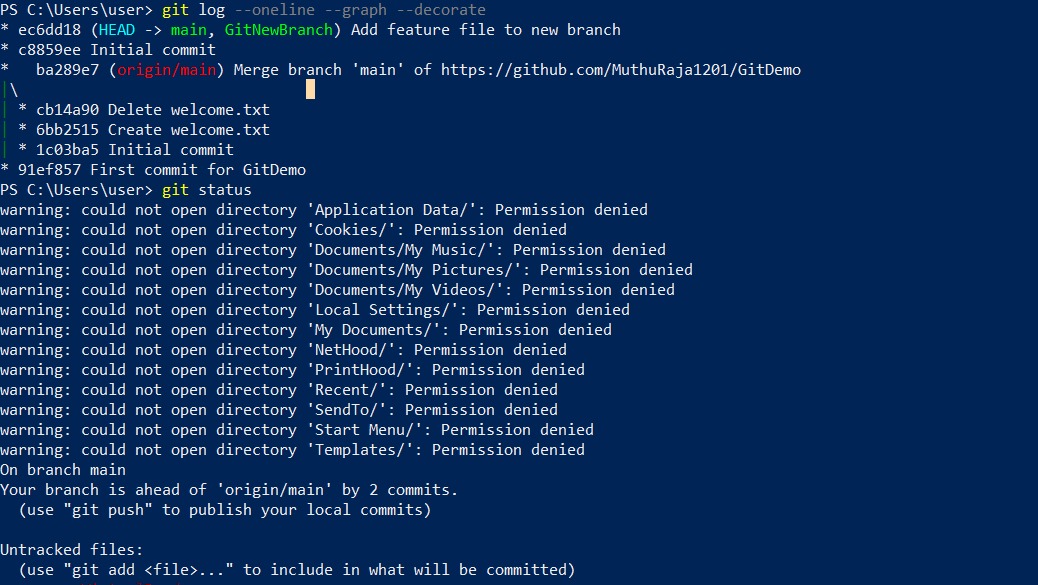 PS C:\Users\user> git log --oneline --graph --decorate
* ec6dd18 (HEAD -> main, GitNewBranch) Add feature file to new branch
* c8859ee Initial commit
*   ba289e7 (origin/main) Merge branch 'main' of https://github.com/MuthuRaja1201/GitDemo
|\
| * cb14a90 Delete welcome.txt
| * 6bb2515 Create welcome.txt
| * 1c03ba5 Initial commit
* 91ef857 First commit for GitDemo
PS C:\Users\user> git status
warning: could not open directory 'Application Data/': Permission denied
warning: could not open directory 'Cookies/': Permission denied
warning: could not open directory 'Documents/My Music/': Permission denied
warning: could not open directory 'Documents/My Pictures/': Permission denied
warning: could not open directory 'Documents/My Videos/': Permission denied
warning: could not open directory 'Local Settings/': Permission denied
warning: could not open directory 'My Documents/': Permission denied
warning: could not open directory 'NetHood/': Permission denied
warning: could not open directory 'PrintHood/': Permission denied
warning: could not open directory 'Recent/': Permission denied
warning: could not open directory 'SendTo/': Permission denied
warning: could not open directory 'Start Menu/': Permission denied
warning: could not open directory 'Templates/': Permission denied
On branch main
Your branch is ahead of 'origin/main' by 2 commits.
  (use "git push" to publish your local commits)

Untracked files:
  (use "git add <file>..." to include in what will be committed)